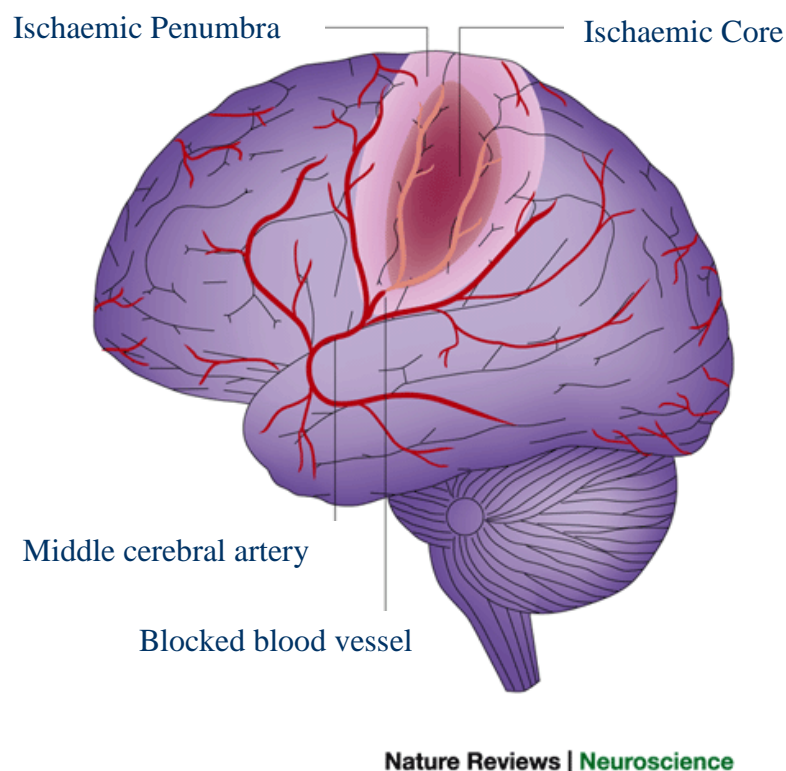 Ischaemic Penumbra
Ischaemic Core
Middle cerebral artery
Blocked blood vessel
Nature Reviews | Neuroscience